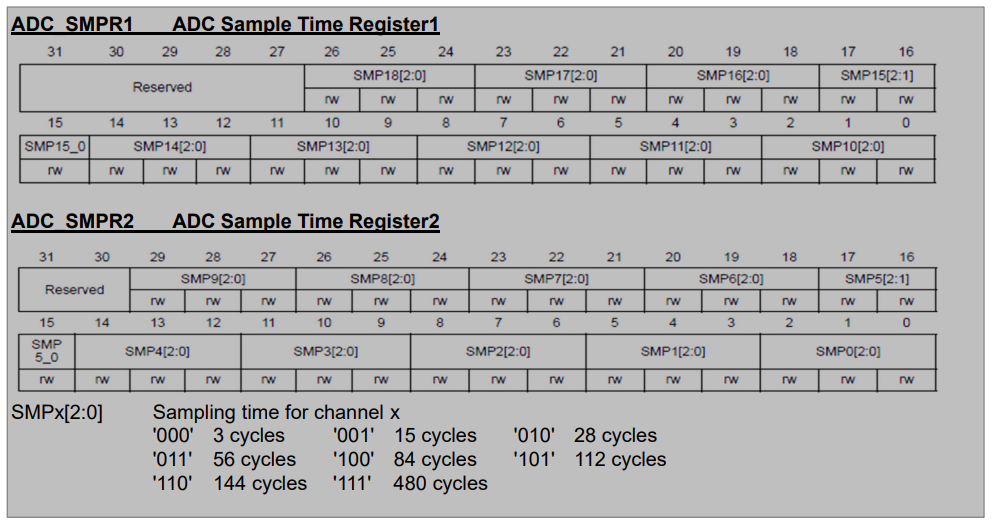 ADC_SMPR1 ADC Sample Time Register1
31 30 29 28 27 26 25 24 23 22 21 20 19 18 17 16
Reserved SMP18[2:0] SMP17[2:0] SMP16[2:0] SMP15[2:1]
rw rw rw rw rw rw rw rw rw rw rw
15 14 13 12 11 10 9 8 7 6 5 4 3 2 1 0
SMP15_0 SMP14[2:0] SMP13[2:0] SMP12[2:0] SMP11[2:0] SMP10[2:0]
rw rw rw rw rw rw rw rw rw rw rw rw rw rw rw rw
ADC_SMPR2 ADC Sample Time Register2
31 30 29 28 27 26 25 24 23 22 21 20 19 18 17 16
Reserved SMP9[2:0] SMP8[2:0] SMP7[2:0] SMP6[2:0] SMP5[2:1]
rw rw rw rw rw rw rw rw rw rw rw rw rw rw
15 14 13 12 11 10 9 8 7 6 5 4 3 2 1 0
SMP
5_0 SMP4[2:0] SMP3[2:0] SMP2[2:0] SMP1[2:0] SMP0[2:0]
rw rw rw rw rw rw rw rw rw rw rw rw rw rw rw rw
SMPx[2:0] Sampling time for channel x
'000' 3 cycles '001' 15 cycles '010' 28 cycles
'011' 56 cycles '100' 84 cycles '101' 112 cycles
'110' 144 cycles '111' 480 cycles